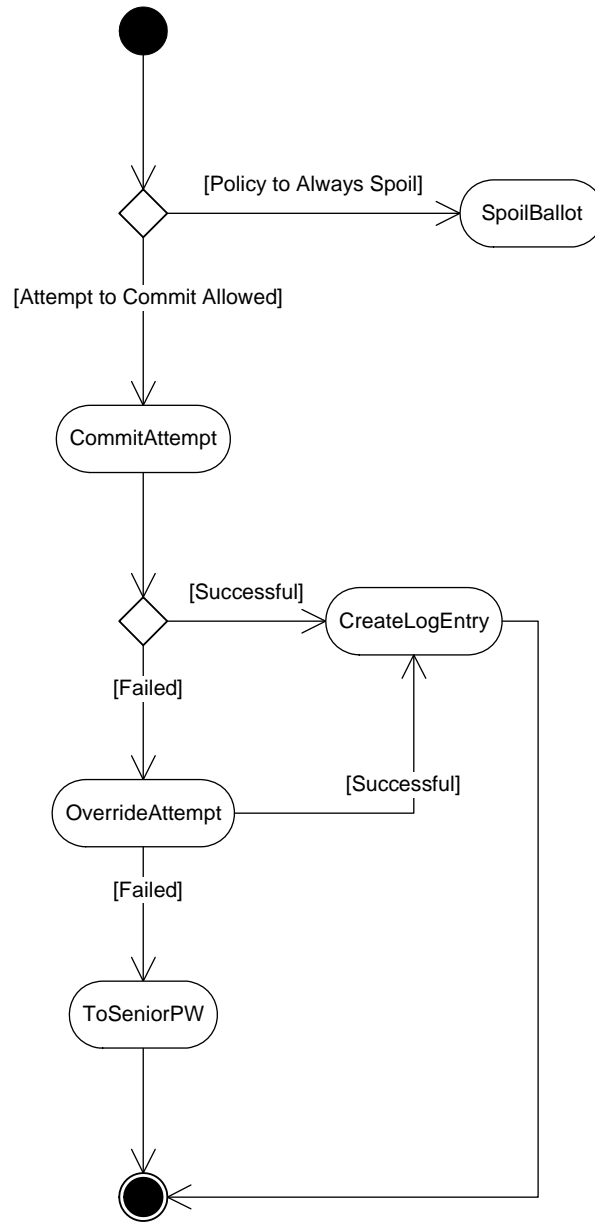 [Policy to Always Spoil]
SpoilBallot
[Attempt to Commit Allowed]
CommitAttempt
[Successful]
CreateLogEntry
[Failed]
[Successful]
OverrideAttempt
[Failed]
ToSeniorPW